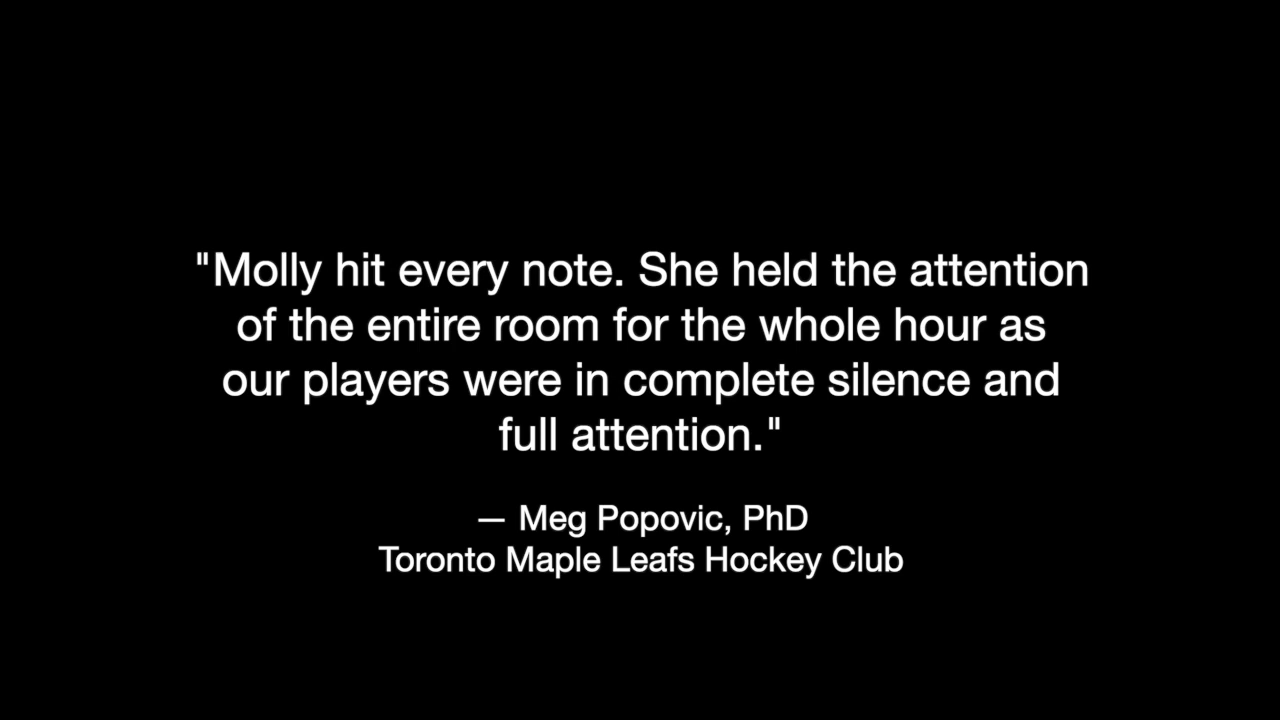 "Molly hit every note. She held the attention
of the entire room for the whole hour as
our players were in complete silence and
full attention."
— Meg Popovic, PhD
Toronto Maple Leafs Hockey Club